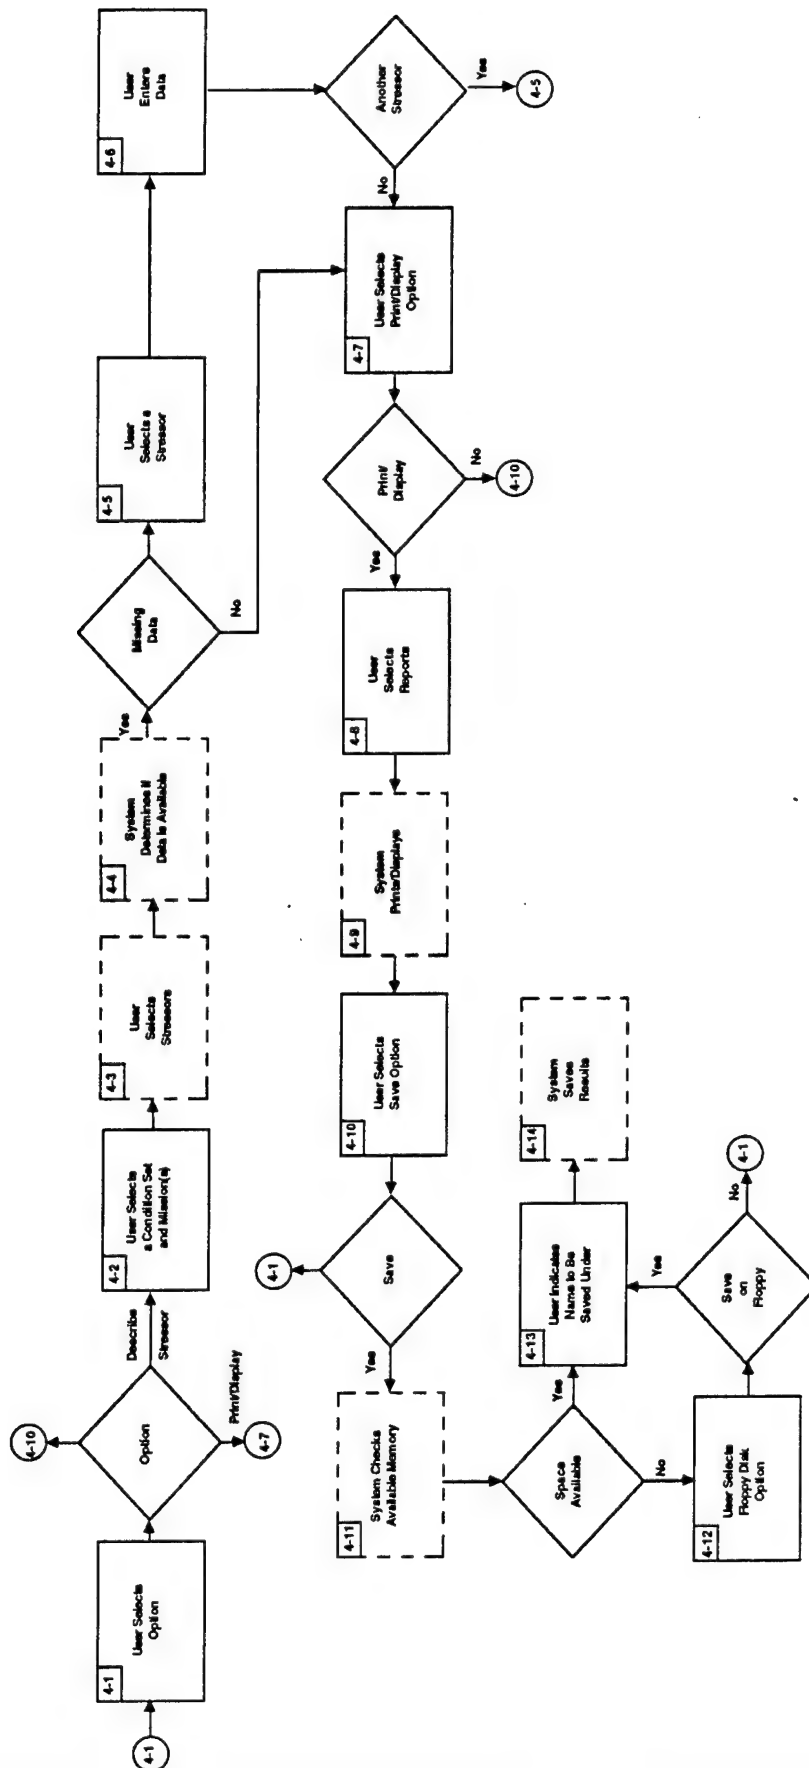 4-1
4-1
User Selects
Option
Option
4-10
Print/Display
4-7
Describe
Stressor
4-2
User Selects
a Condition Set
and Mission(s)
4-3
User
Selects
Stressors
4-4
System
Determines if
Data is Available
Yes
Missing
Data
No
4-5
User
Selects a
Stressor
4-6
User
Enters
Data
Another
Stressor
Yes
4-5
No
4-7
User Selects
Print/Display
Option
Print/
Display
No
4-10
Yes
4-8
User
Selects
Reports
4-9
System
Prints/Displays
4-10
User Selects
Save Option
Save
4-1
Yes
4-11
System Checks
Available Memory
Space
Available
Yes
No
4-12
User Selects
Floppy Disk
Option
Save
on
Floppy
No
4-1
Yes
4-13
User Indicates
Name to Be
Saved Under
4-14
System
Saves
Results